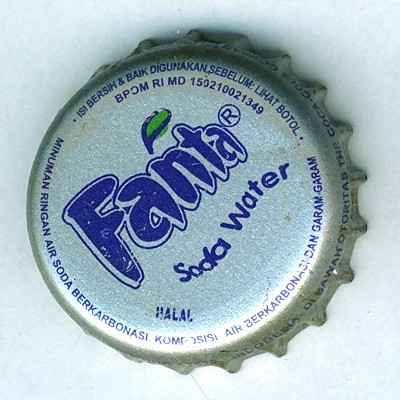 • ISI BERSIH & BAIK DIGUNAKAN SEBELUM: LIHAT BOTOL •
BPOM RI MD 150210021349
Fanta®
Soda Water
HALAL
MINUMAN RINGAN AIR SODA BERKARBONASI. KOMPOSISI AIR BERKARBONASI DAN GARAM-GARAM
INDONESIA DI BAWAH OTORITAS THE COCA-COLA